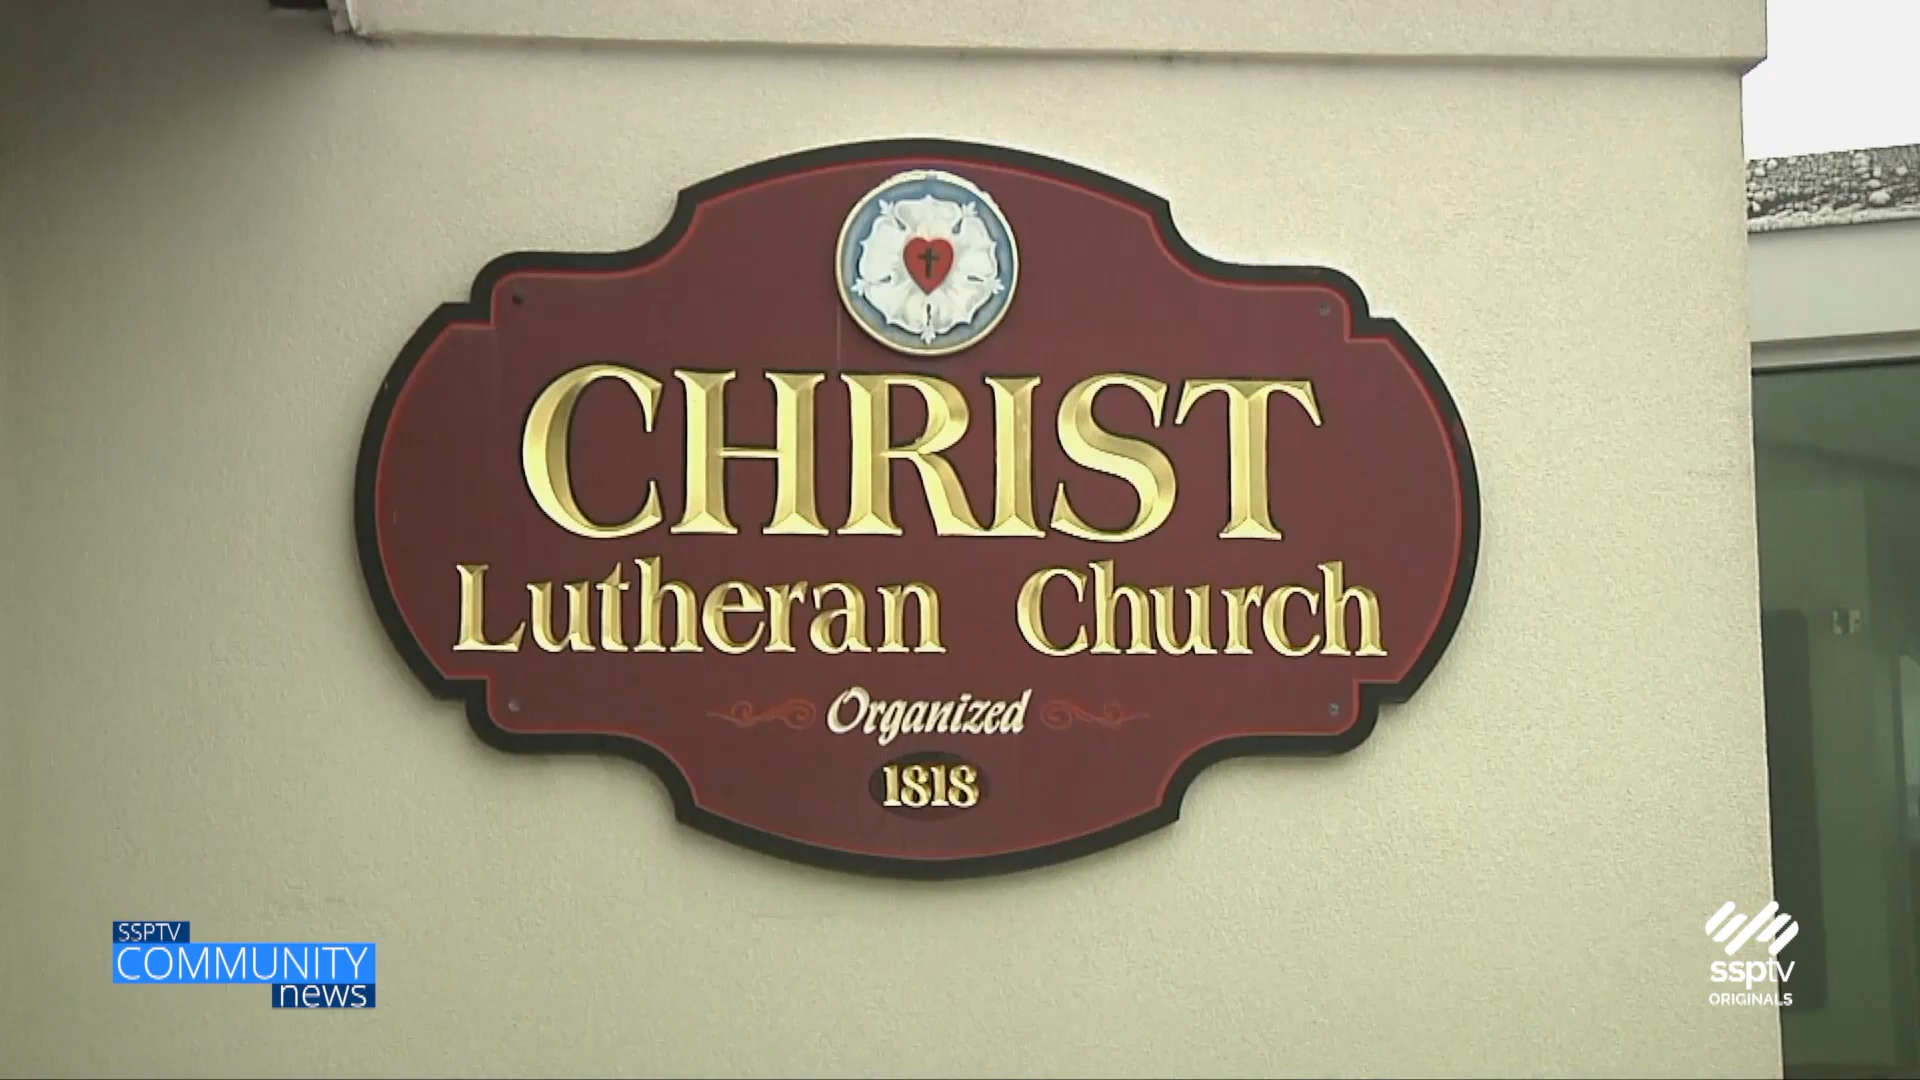 CHRIST
Lutheran Church
Organized
1818
SSPTV
COMMUNITY
news
ssptv
ORIGINALS